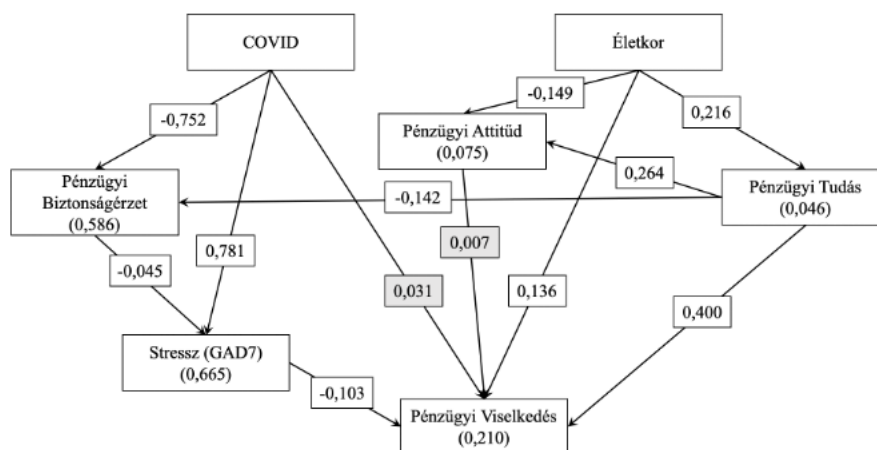 COVID
Életkor
-0,149
-0,752
0,216
Pénzügyi Attitűd
(0,075)
Pénzügyi
Biztonságérzet
(0,586)
0,264
Pénzügyi Tudás
(0,046)
-0,142
0,007
0,781
-0,045
0,031
0,136
0,400
Stressz (GAD7)
(0,665)
-0,103
Pénzügyi Viselkedés
(0,210)